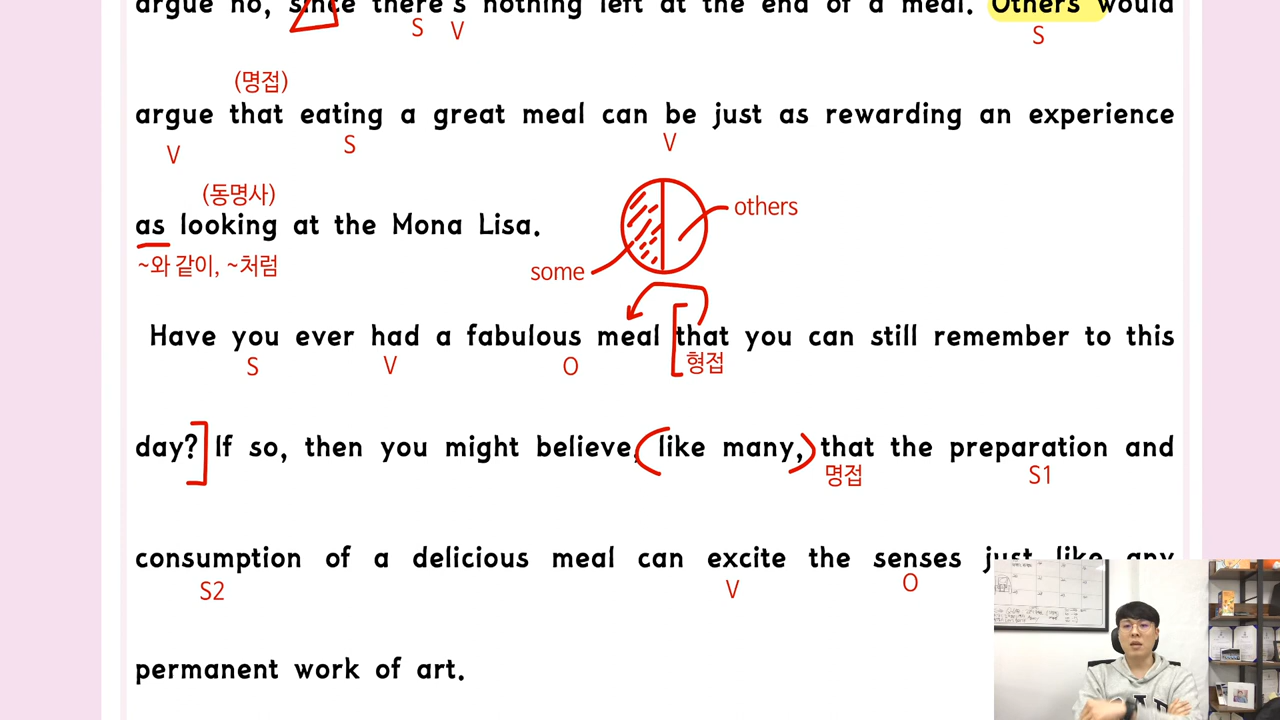 argue no, since there's nothing left at the end of a meal. Others would
S V S
(명접)
argue that eating a great meal can be just as rewarding an experience
V S V
(동명사)
as looking at the Mona Lisa.
others
~와 같이, ~처럼
some
Have you ever had a fabulous meal that you can still remember to this
S V O 형접
day? If so, then you might believe, like many, that the preparation and
명접 S1
consumption of a delicious meal can excite the senses just like any
S2 V O
permanent work of art.